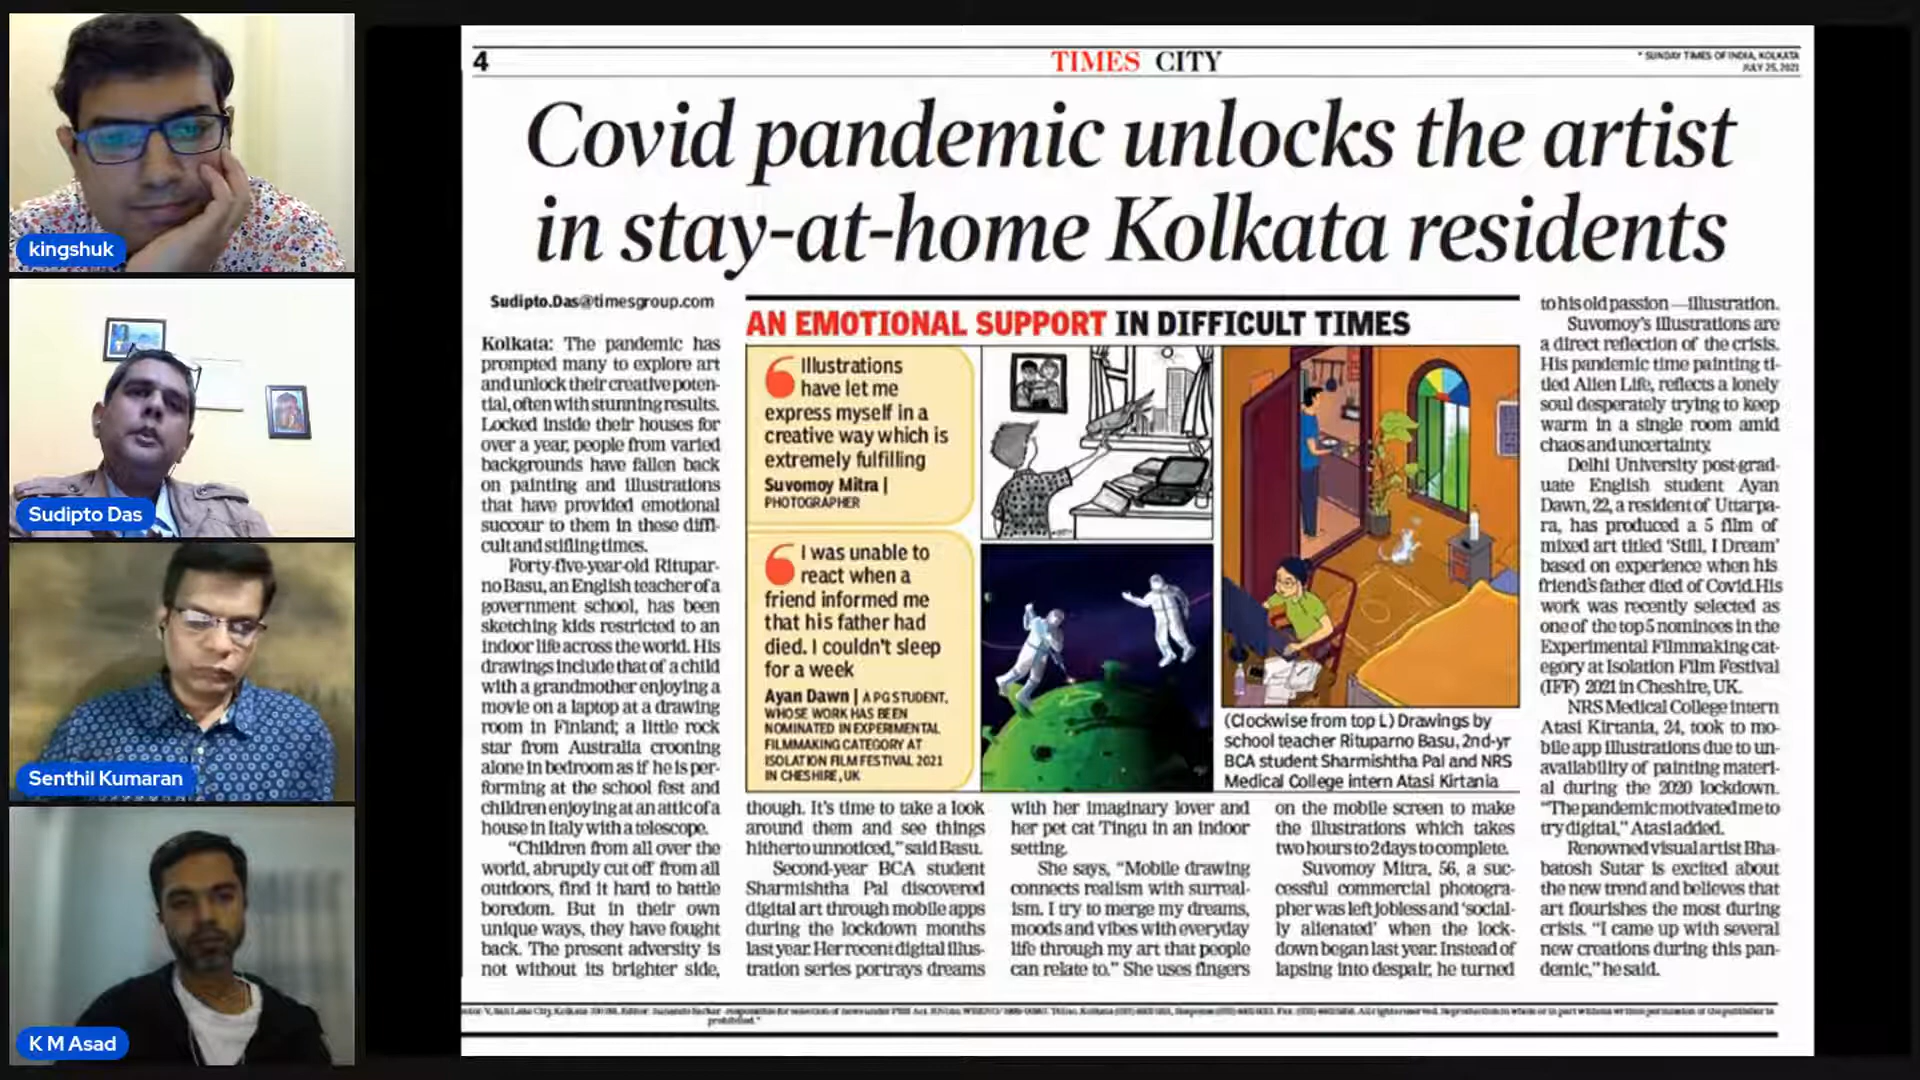 kingshuk
Sudipto Das
Senthil Kumaran
K M Asad
4
TIMES CITY
* SUNDAY TIMES OF INDIA, KOLKATA
JULY 25, 2021
Covid pandemic unlocks the artist
in stay-at-home Kolkata residents
Sudipto.Das@timesgroup.com
Kolkata: The pandemic has
prompted many to explore art
and unlock their creative poten-
tial, often with stunning results.
Locked inside their houses for
over a year, people from varied
backgrounds have fallen back
on painting and illustrations
that have provided emotional
succour to them in these diffi-
cult and stifling times.
Forty-five-year-old Ritupar-
no Basu, an English teacher of a
government school, has been
sketching kids restricted to an
indoor life across the world. His
drawings include that of a child
with a grandmother enjoying a
movie on a laptop at a drawing
room in Finland; a little rock
star from Australia crooning
alone in bedroom as if he is per-
forming at the school fest and
children enjoying at an attic of a
house in Italy with a telescope.
“Children from all over the
world, abruptly cut off from all
outdoors, find it hard to battle
boredom. But in their own
unique ways, they have fought
back. The present adversity is
not without its brighter side,
AN EMOTIONAL SUPPORT IN DIFFICULT TIMES
Illustrations
have let me
express myself in a
creative way which is
extremely fulfilling
Suvomoy Mitra |
PHOTOGRAPHER
I was unable to
react when a
friend informed me
that his father had
died. I couldn't sleep
for a week
Ayan Dawn | A PG STUDENT,
WHOSE WORK HAS BEEN
NOMINATED IN EXPERIMENTAL
FILMMAKING CATEGORY AT
ISOLATION FILM FESTIVAL 2021
IN CHESHIRE, UK
(Clockwise from top L) Drawings by
school teacher Rituparno Basu, 2nd-yr
BCA student Sharmishtha Pal and NRS
Medical College intern Atasi Kirtania
though. It's time to take a look
around them and see things
hitherto unnoticed,” said Basu.
Second-year BCA student
Sharmishtha Pal discovered
digital art through mobile apps
during the lockdown months
last year. Her recent digital illus-
tration series portrays dreams
with her imaginary lover and
her pet cat Tingu in an indoor
setting.
She says, “Mobile drawing
connects realism with surreal-
ism. I try to merge my dreams,
moods and vibes with everyday
life through my art that people
can relate to.” She uses fingers
on the mobile screen to make
the illustrations which takes
two hours to 2 days to complete.
Suvomoy Mitra, 56, a suc-
cessful commercial photogra-
pher was left jobless and ‘social-
ly alienated’ when the lock-
down began last year. Instead of
lapsing into despair, he turned
to his old passion — illustration.
Suvomoy's illustrations are
a direct reflection of the crisis.
His pandemic time painting ti-
tled Alien Life, reflects a lonely
soul desperately trying to keep
warm in a single room amid
chaos and uncertainty.
Delhi University post-grad-
uate English student Ayan
Dawn, 22, a resident of Uttarpa-
ra, has produced a 5 film of
mixed art titled ‘Still, I Dream’
based on experience when his
friend's father died of Covid.His
work was recently selected as
one of the top 5 nominees in the
Experimental Filmmaking cat-
egory at Isolation Film Festival
(IFF) 2021 in Cheshire, UK.
NRS Medical College intern
Atasi Kirtania, 24, took to mo-
bile app illustrations due to un-
availability of painting materi-
al during the 2020 lockdown.
“The pandemic motivated me to
try digital,” Atasi added.
Renowned visual artist Bha-
batosh Sutar is excited about
the new trend and believes that
art flourishes the most during
crisis. “I came up with several
new creations during this pan-
demic,” he said.